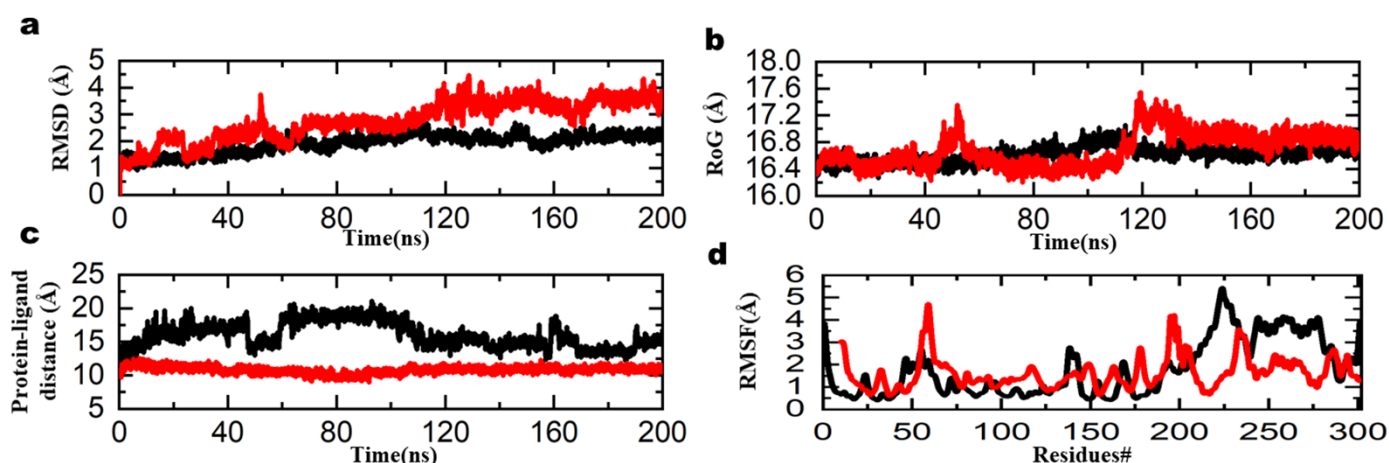 a
RMSD (Å)
5
4
3
2
1
0
0 40 80 120 160 200
Time(ns)
b
RoG (Å)
18.0
17.6
17.2
16.8
16.4
16.0
0 40 80 120 160 200
Time(ns)
c
Protein-ligand
distance (Å)
25
20
15
10
5
0 40 80 120 160 200
Time(ns)
d
RMSF(Å)
6
5
4
3
2
1
0
0 50 100 150 200 250 300
Residues#